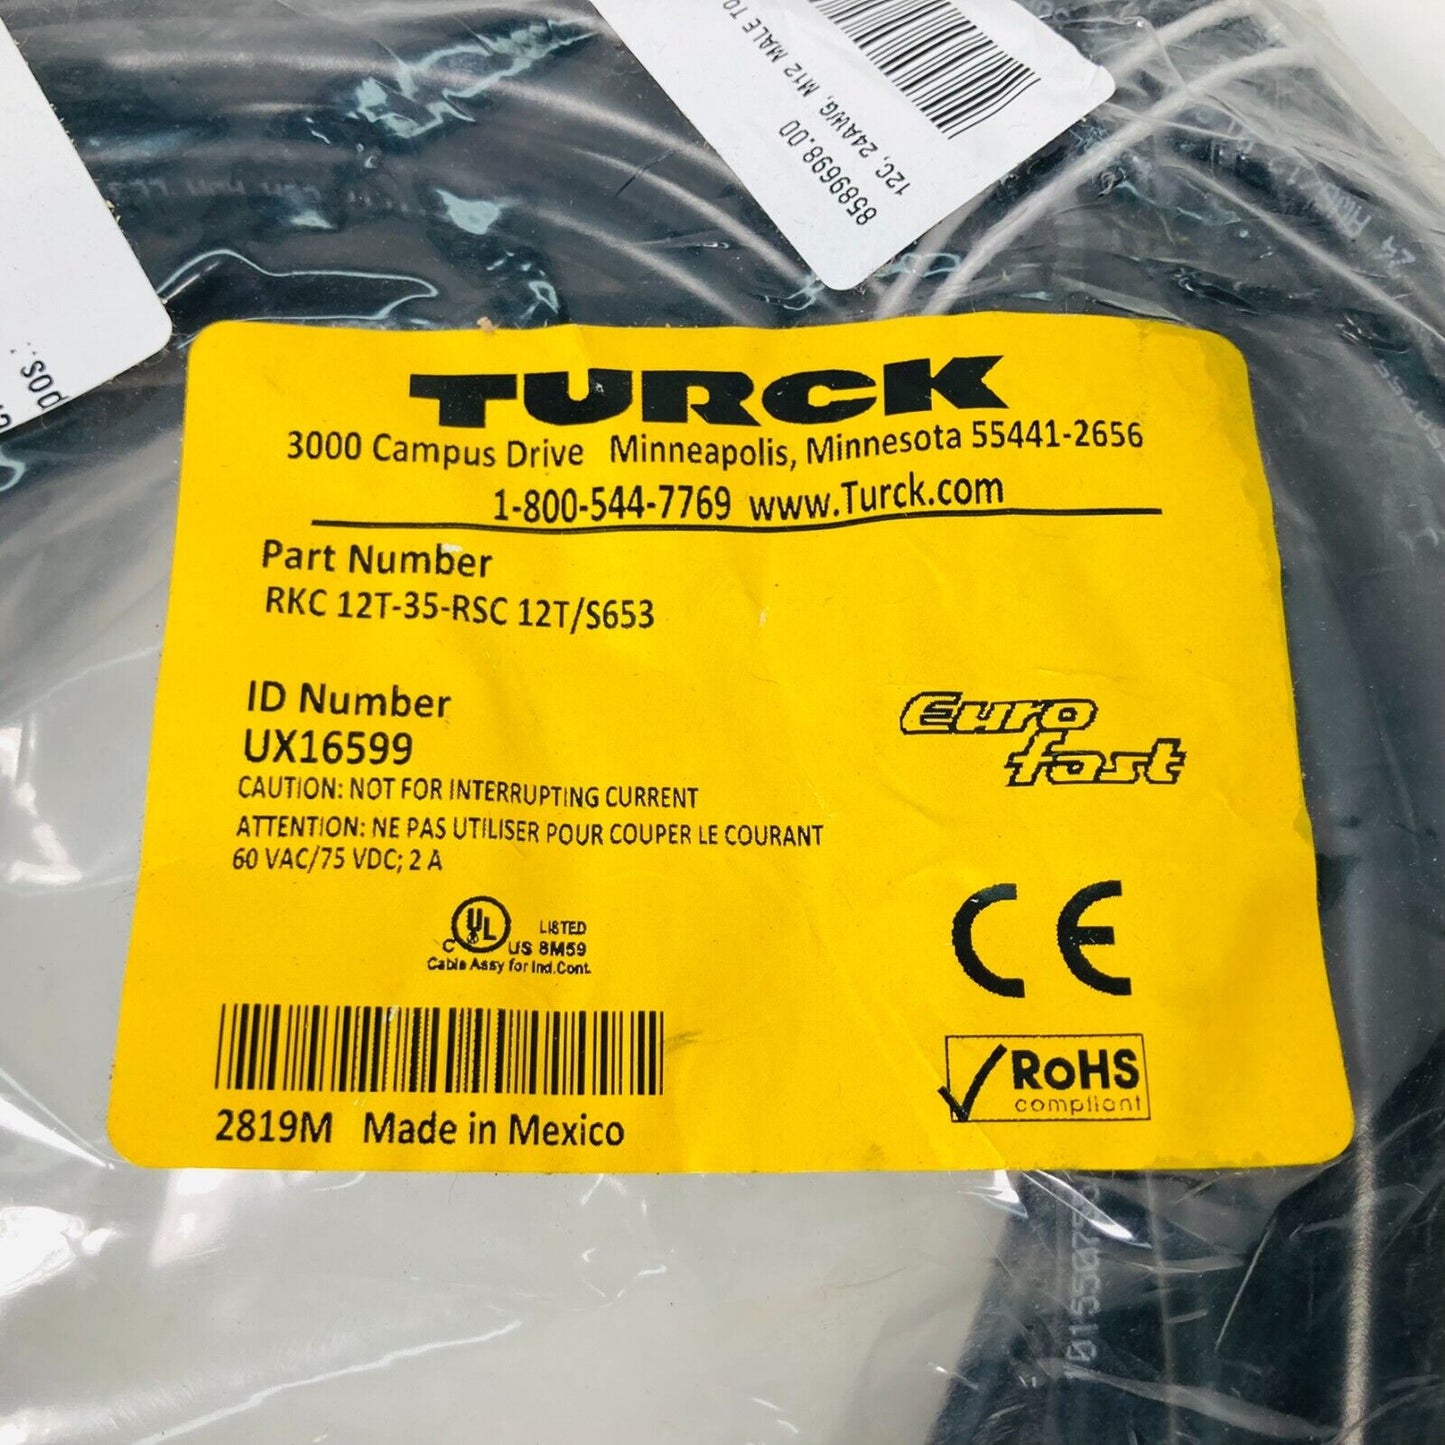 8589698.00
12C, 24AWG, M12 MALE TO
pos.:
TURCK
3000 Campus Drive Minneapolis, Minnesota 55441-2656
1-800-544-7769 www.Turck.com
Part Number
RKC 12T-35-RSC 12T/S653
ID Number
UX16599
CAUTION: NOT FOR INTERRUPTING CURRENT
ATTENTION: NE PAS UTILISER POUR COUPER LE COURANT
60 VAC/75 VDC; 2 A
Euro
fast
C UL US LISTED
8M59
Cable Assy for Ind.Cont.
CE
RoHS
compliant
2819M Made in Mexico